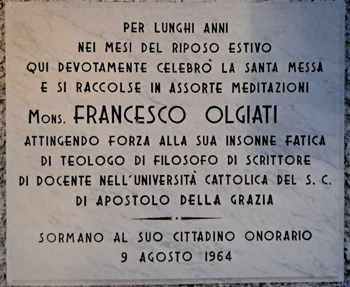 PER LUNGHI ANNI
NEI MESI DEL RIPOSO ESTIVO
QUI DEVOTAMENTE CELEBRÒ LA SANTA MESSA
E SI RACCOLSE IN ASSORTE MEDITAZIONI
MONS. FRANCESCO OLGIATI
ATTINGENDO FORZA ALLA SUA INSONNE FATICA
DI TEOLOGO DI FILOSOFO DI SCRITTORE
DI DOCENTE NELL'UNIVERSITÀ CATTOLICA DEL S. C.
DI APOSTOLO DELLA GRAZIA
SORMANO AL SUO CITTADINO ONORARIO
9 AGOSTO 1964